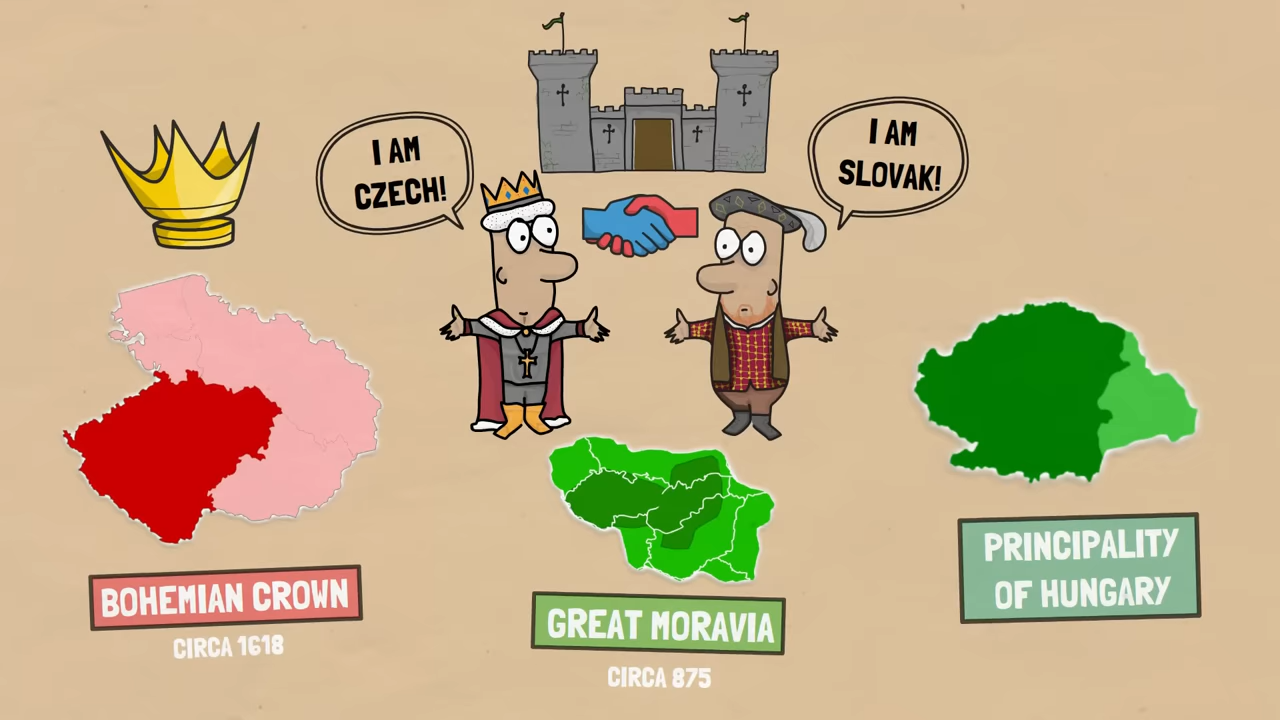 I AM
CZECH!
I AM
SLOVAK!
BOHEMIAN CROWN
CIRCA 1618
GREAT MORAVIA
CIRCA 875
PRINCIPALITY
OF HUNGARY